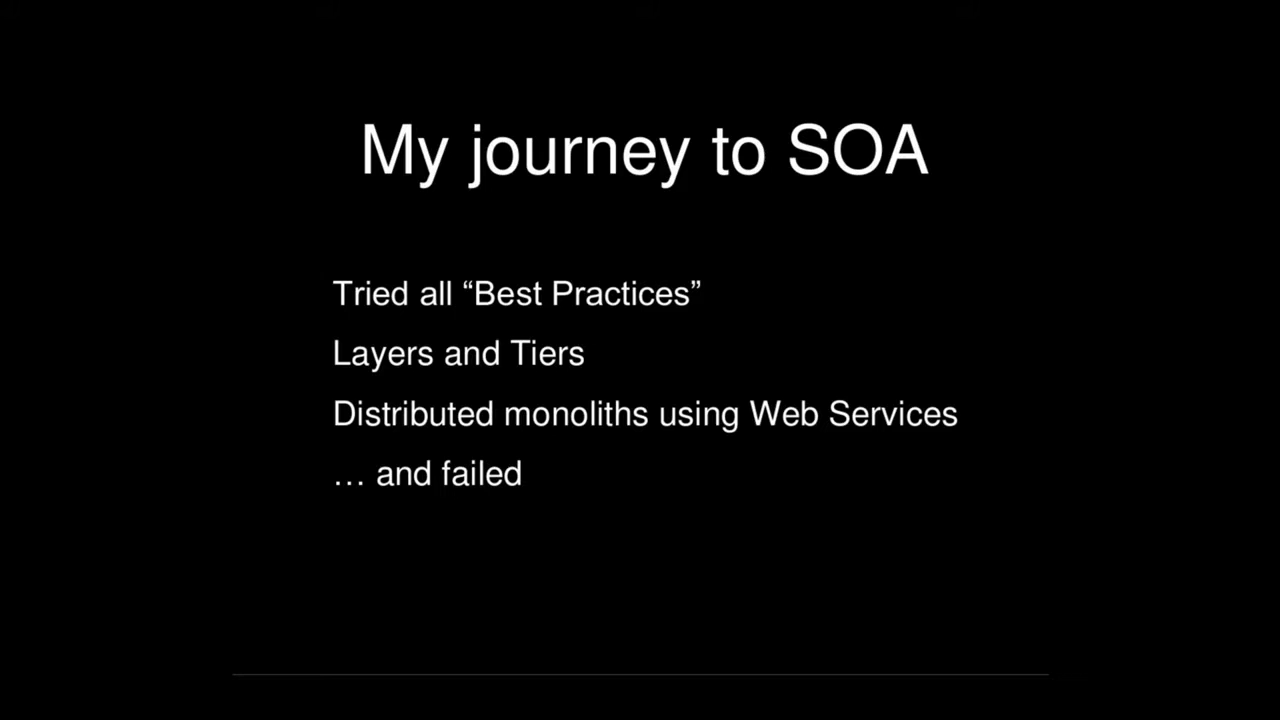 My journey to SOA
Tried all “Best Practices”
Layers and Tiers
Distributed monoliths using Web Services
… and failed